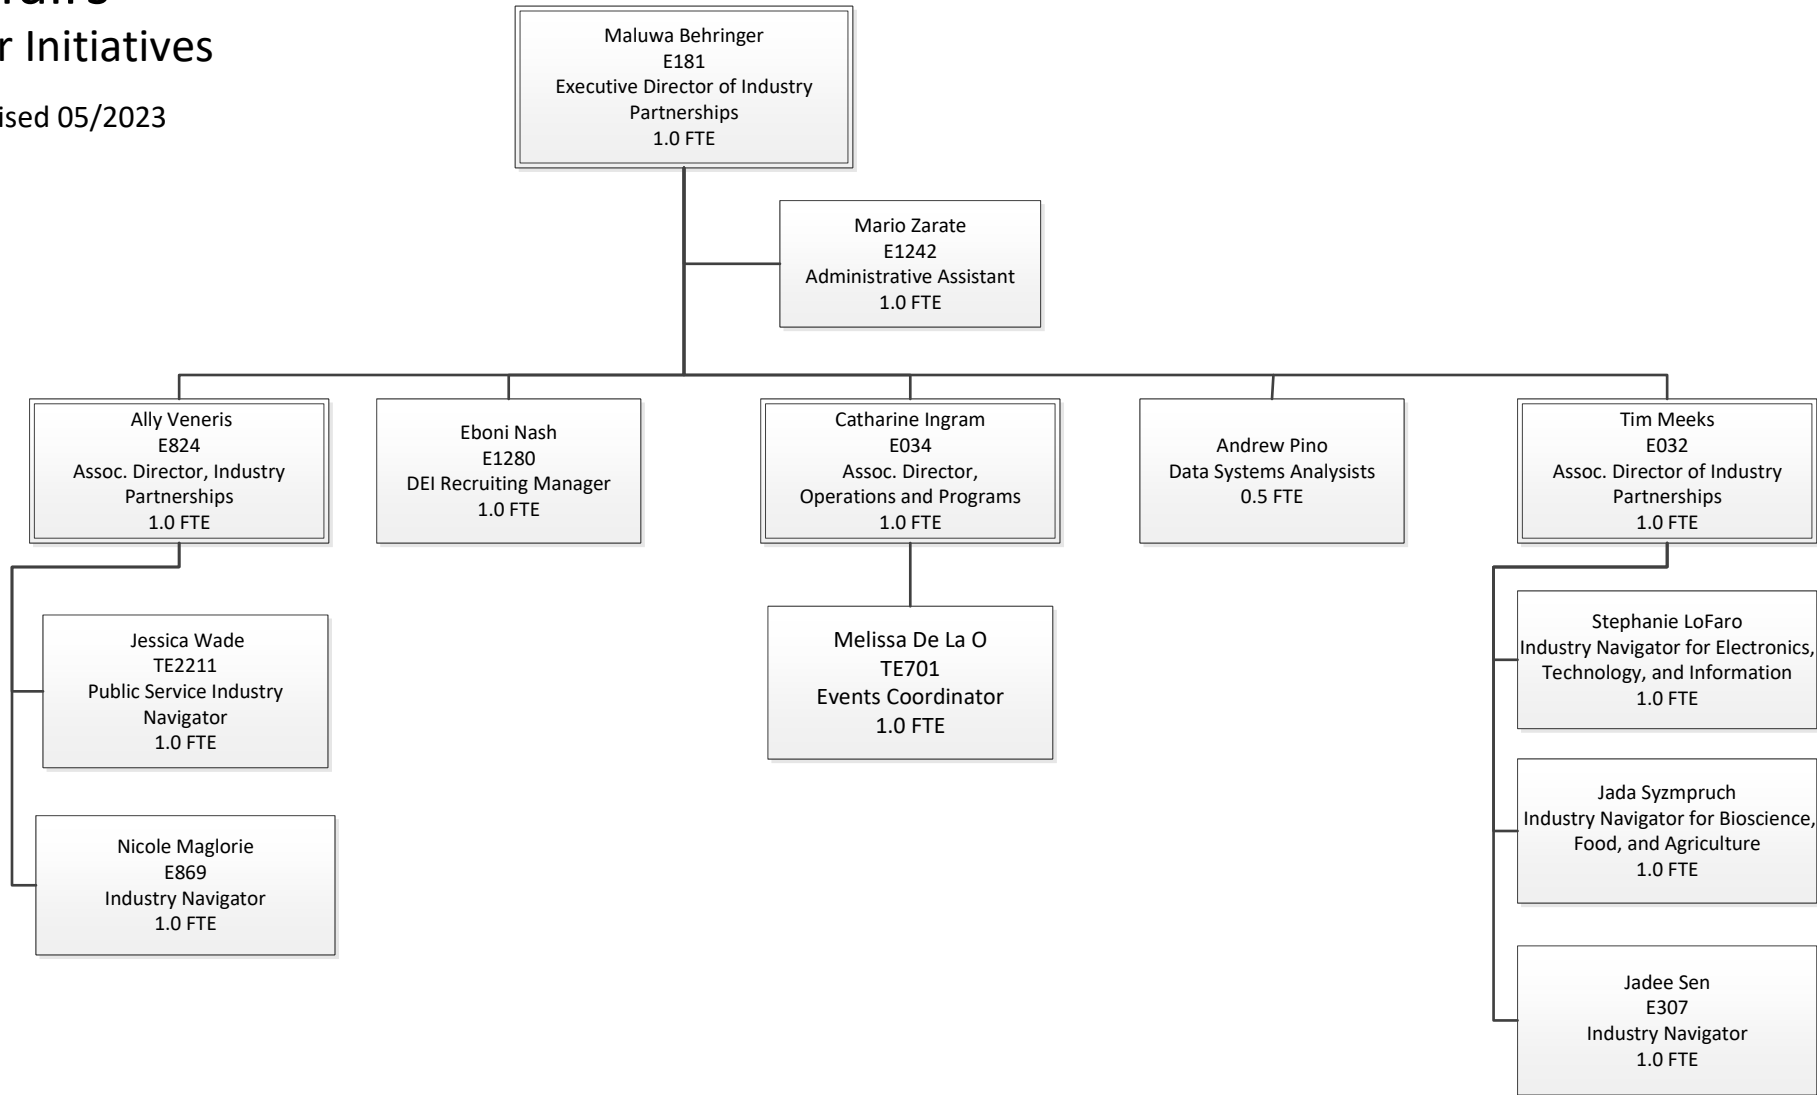 r Initiatives
ised 05/2023
Maluwa Behringer
E181
Executive Director of Industry
Partnerships
1.0 FTE
Mario Zarate
E1242
Administrative Assistant
1.0 FTE
Ally Veneris
E824
Assoc. Director, Industry
Partnerships
1.0 FTE
Eboni Nash
E1280
DEI Recruiting Manager
1.0 FTE
Catharine Ingram
E034
Assoc. Director,
Operations and Programs
1.0 FTE
Andrew Pino
Data Systems Analysists
0.5 FTE
Tim Meeks
E032
Assoc. Director of Industry
Partnerships
1.0 FTE
Jessica Wade
TE2211
Public Service Industry
Navigator
1.0 FTE
Nicole Maglorie
E869
Industry Navigator
1.0 FTE
Melissa De La O
TE701
Events Coordinator
1.0 FTE
Stephanie LoFaro
Industry Navigator for Electronics,
Technology, and Information
1.0 FTE
Jada Syzmpruch
Industry Navigator for Bioscience,
Food, and Agriculture
1.0 FTE
Jadee Sen
E307
Industry Navigator
1.0 FTE